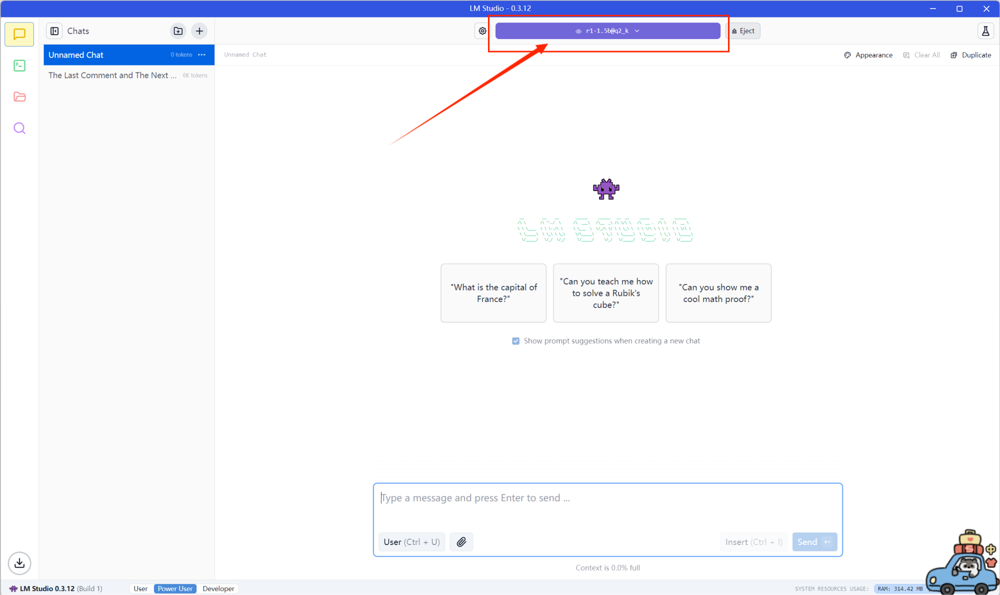 LM Studio - 0.3.12
Chats
r1-1.5b@q2_k
Eject
Unnamed Chat 0 tokens
Unnamed Chat
Appearance
Clear All
Duplicate
The Last Comment and The Next ... 6K tokens
LM STUDIO
"What is the capital of
France?"
"Can you teach me how
to solve a Rubik's
cube?"
"Can you show me a
cool math proof?"
Show prompt suggestions when creating a new chat
Type a message and press Enter to send ...
User (Ctrl + U)
Insert (Ctrl + I)
Send
Context is 0.0% full
中
LM Studio 0.3.12 (Build 1)
User
Power User
Developer
SYSTEM RESOURCES USAGE:
RAM: 314.42 MB